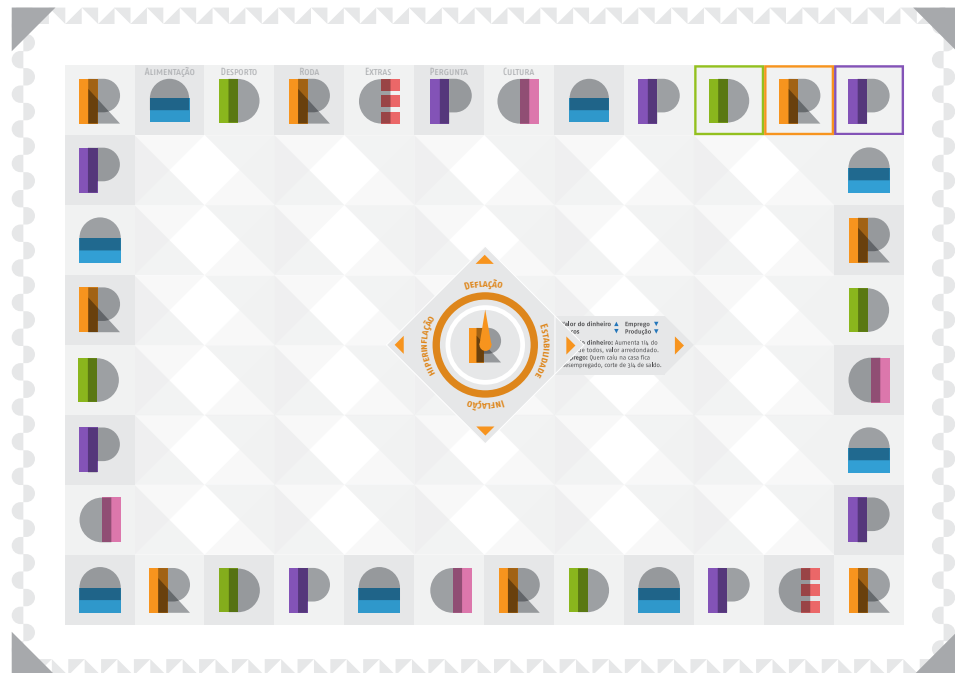 Alimentação Desporto Roda Extras Pergunta Cultura
Deflação
Hiperinflação
Estabilidade
Inflação
Valor do dinheiro ▲ Emprego ▼
▼ Produção ▼
dinheiro: Aumenta 1/4 do
todos, valor arredondado.
Quem caiu na casa fica
desempregado, corte de 3/4 de saldo.